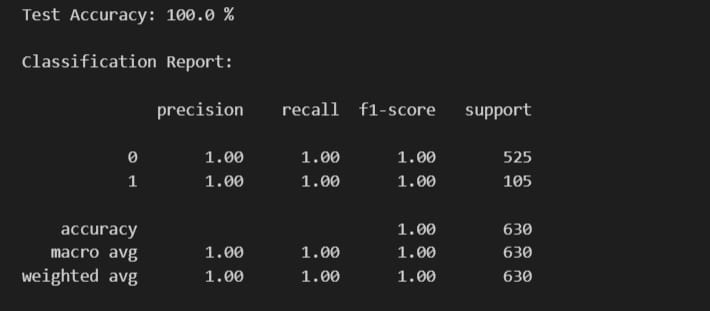 Test Accuracy: 100.0 %
Classification Report:
precision recall f1-score support
0 1.00 1.00 1.00 525
1 1.00 1.00 1.00 105
accuracy 1.00 630
macro avg 1.00 1.00 1.00 630
weighted avg 1.00 1.00 1.00 630